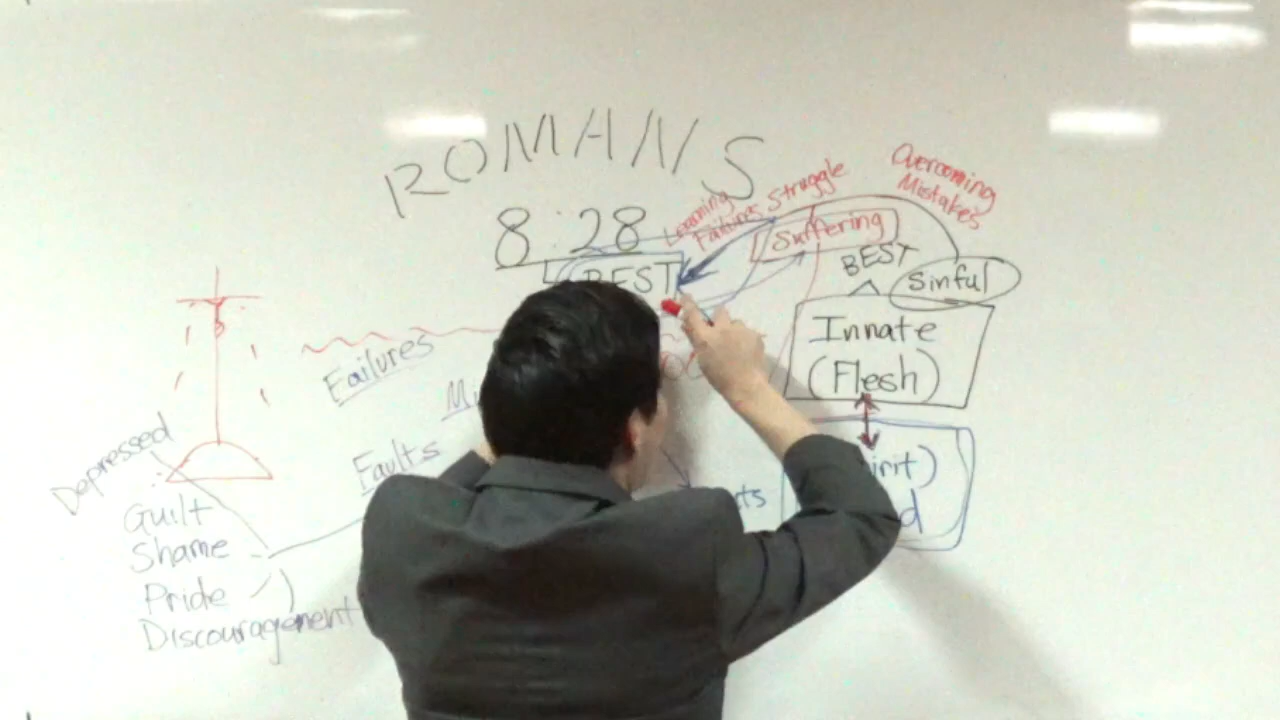 ROMANS
8:28
Learning
Failures Struggle
Overcoming
Mistakes
Suffering
BEST
BEST
Sinful
Innate
(Flesh)
Failures
Faults
Depressed
Guilt
Shame
Pride
Discouragement